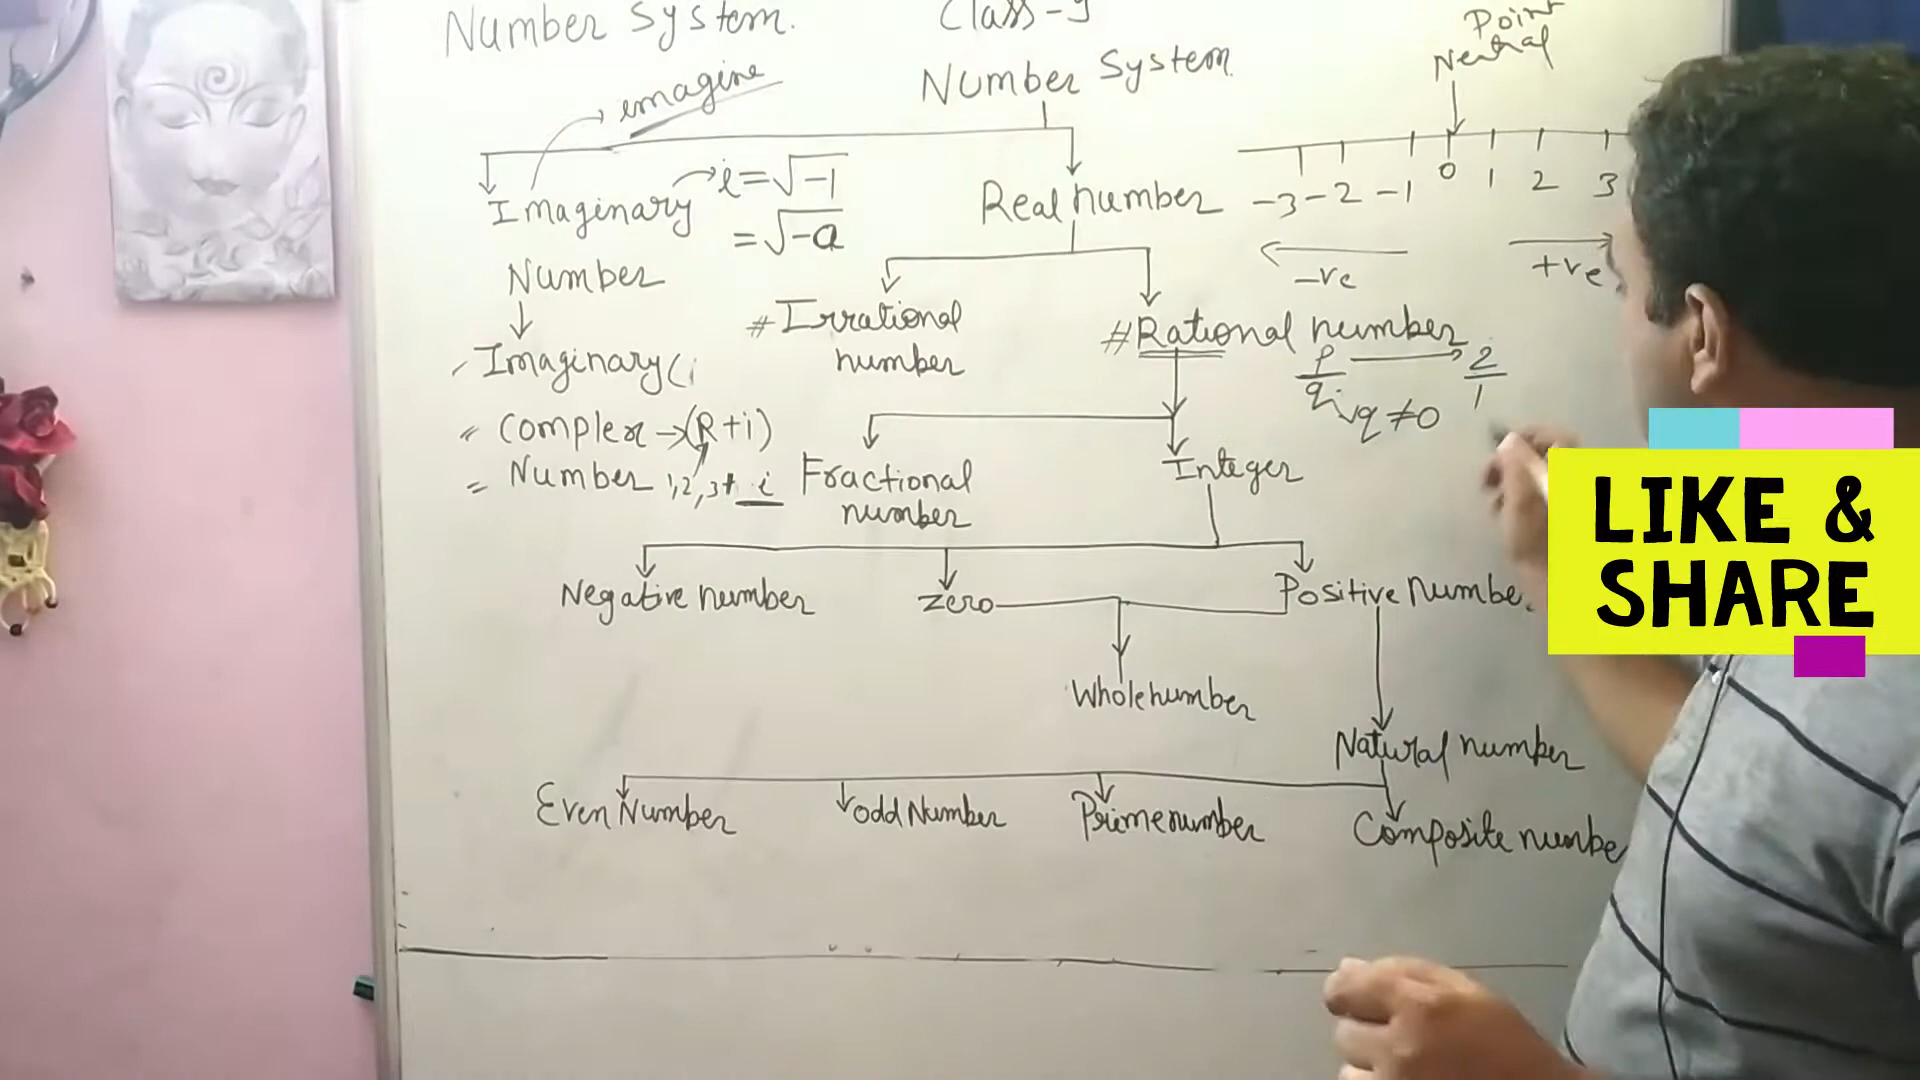 Number System.
Class-9
Number System.
Point
Neutral
imagine
Imaginary
Number
i=√-1
=√-a
Real number
-3 -2 -1 0 1 2 3
-ve
+ve
# Irrational
number
# Rational number
p/q, q≠0
2/1
Imaginary (i
Complex → (R+i)
Number 1,2,3+ i
Fractional
number
Integer
Negative number
Zero
Positive Number
Whole number
Natural number
Even Number
odd Number
Prime number
Composite numbe
LIKE &
SHARE